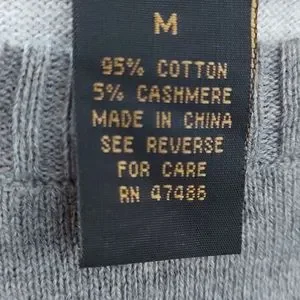 M
95% COTTON
5% CASHMERE
MADE IN CHINA
SEE REVERSE
FOR CARE
RN 47486